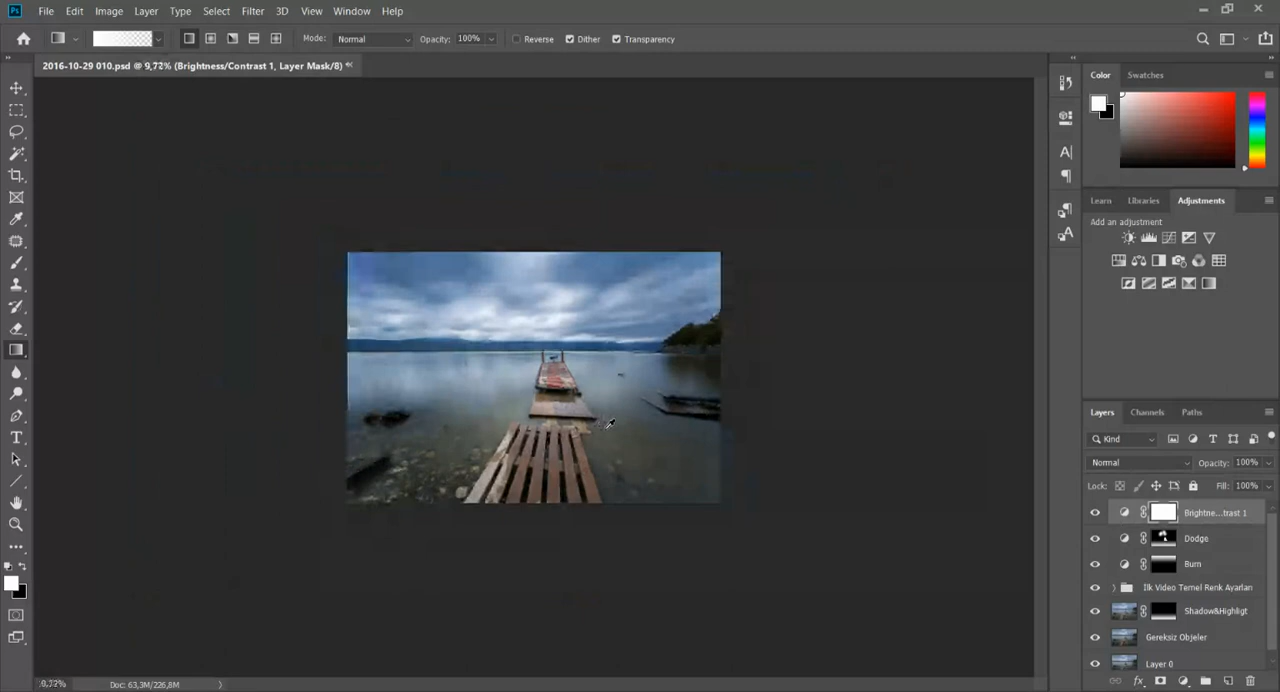 Ps File Edit Image Layer Type Select Filter 3D View Window Help
Mode: Normal Opacity: 100% Reverse Dither Transparency
2016-10-29 010.psd @ 9,72% (Brightness/Contrast 1, Layer Mask/8) *
Color Swatches
Learn Libraries Adjustments
Add an adjustment
Layers Channels Paths
Kind
Normal Opacity: 100%
Lock: Fill: 100%
Brightne...trast 1
Dodge
Burn
Ilk Video Temel Renk Ayarları
Shadow&Highligt
Gereksiz Objeler
Layer 0
9,72% Doc: 63,3M/226,8M